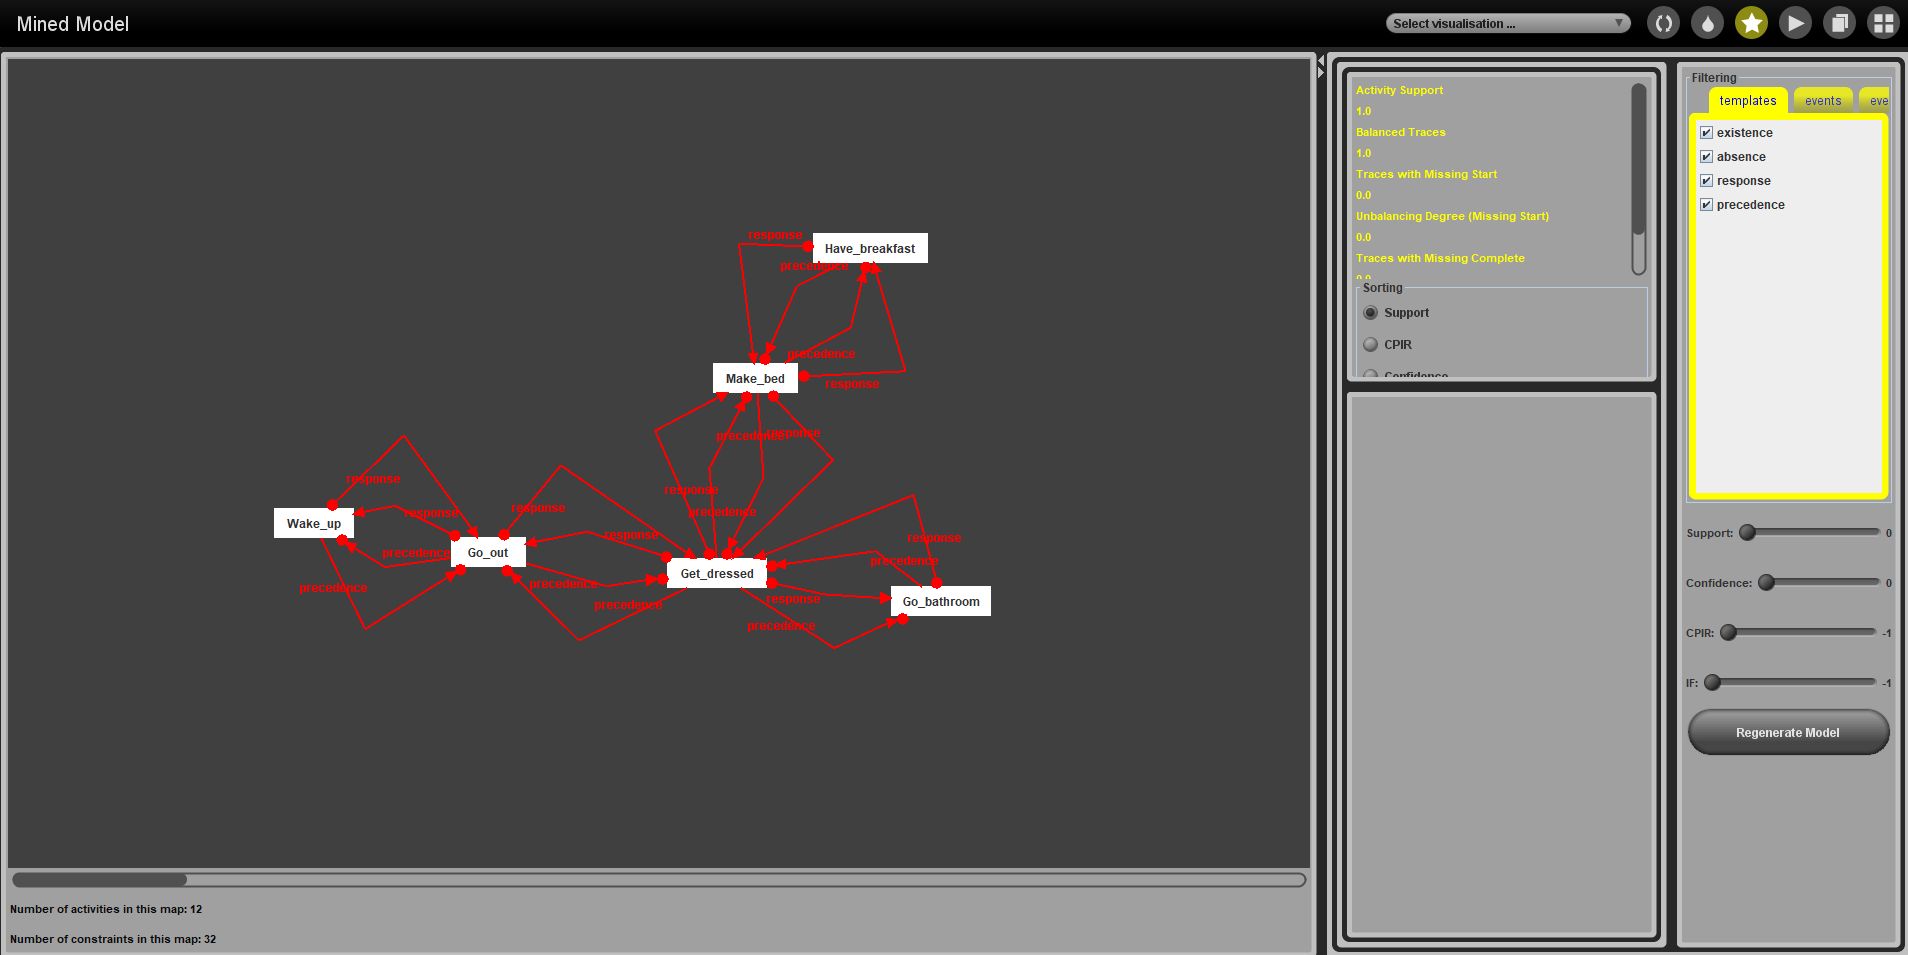 Mined Model
Select visualisation ...
Have_breakfast
response
precedence
precedence
Make_bed
response
precedence
response
response
precedence
Wake_up
response
response
precedence
precedence
Go_out
response
response
precedence
precedence
Get_dressed
response
precedence
response
precedence
Go_bathroom
Number of activities in this map: 12
Number of constraints in this map: 32
Activity Support
1.0
Balanced Traces
1.0
Traces with Missing Start
0.0
Unbalancing Degree (Missing Start)
0.0
Traces with Missing Complete
0.0
Sorting
Support
CPIR
Confidence
Filtering
templates
events
eve
existence
absence
response
precedence
Support:
0
Confidence:
0
CPIR:
-1
IF:
-1
Regenerate Model